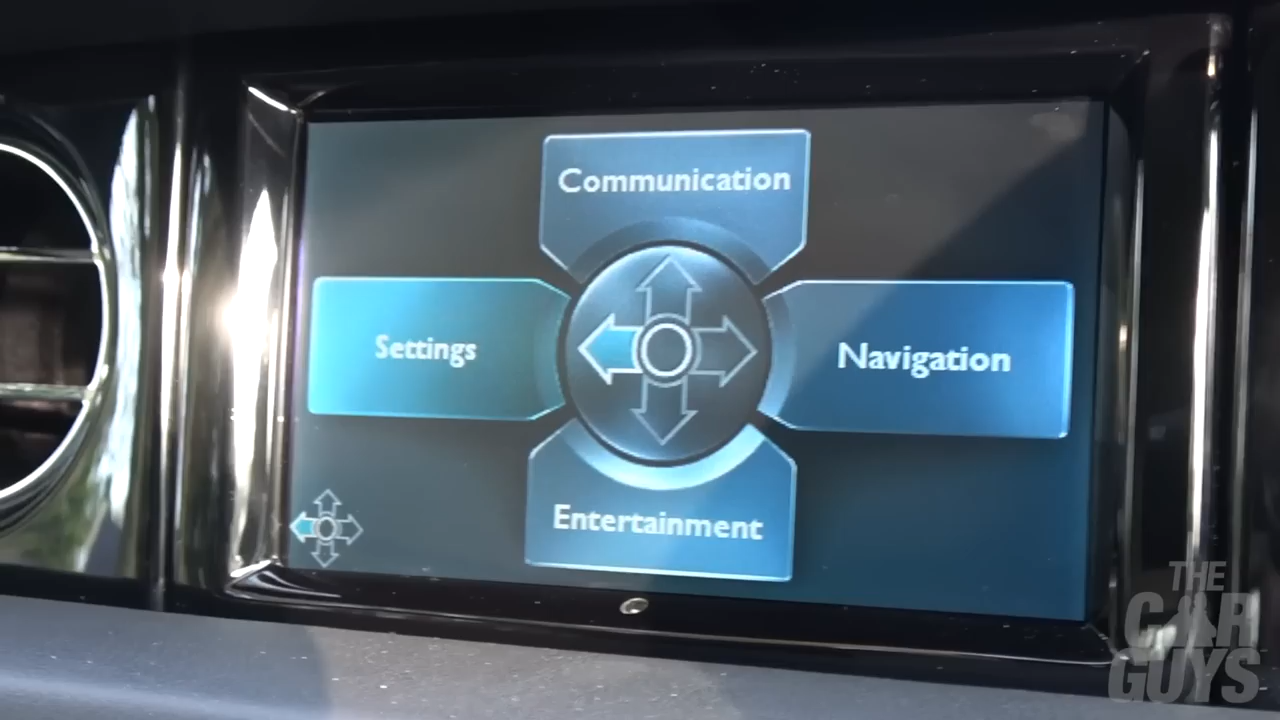 Communication
Settings
Navigation
Entertainment
THE
CAR
GUYS